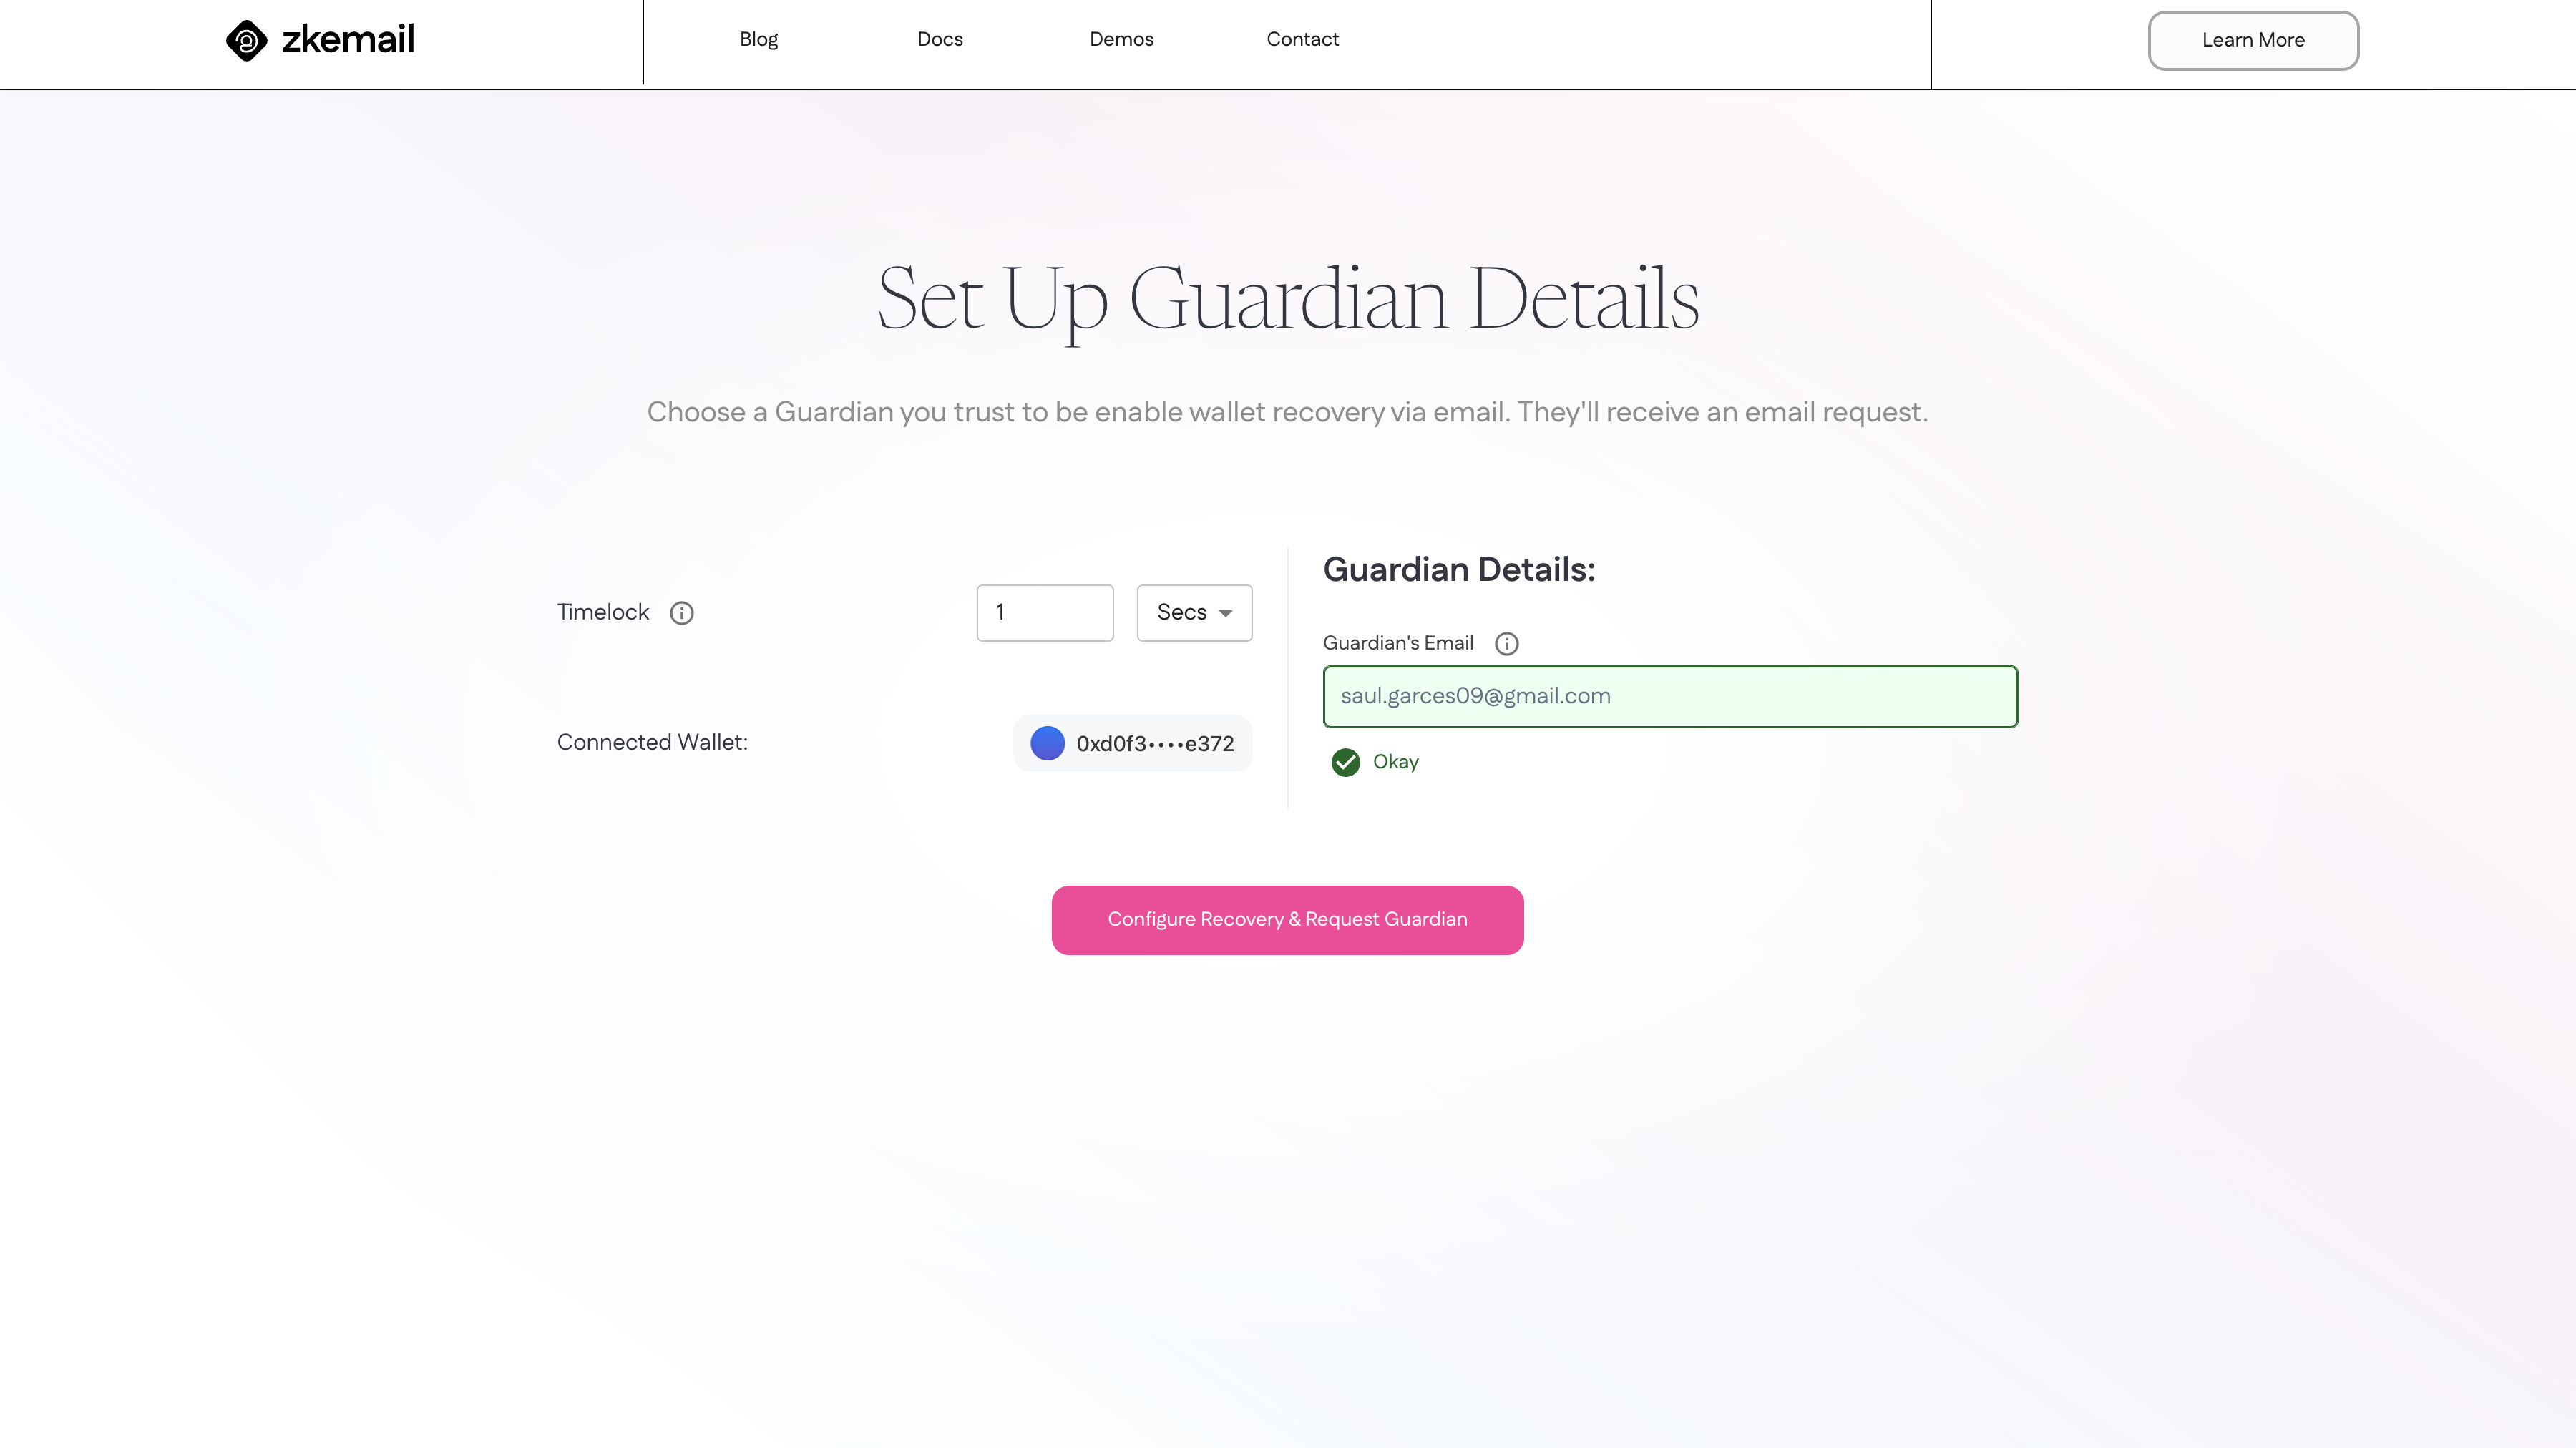 zkemail
Blog
Docs
Demos
Contact
Learn More
Set Up Guardian Details
Choose a Guardian you trust to be enable wallet recovery via email. They'll receive an email request.
Timelock
1
Secs
Connected Wallet:
0xd0f3••••e372
Guardian Details:
Guardian's Email
saul.garces09@gmail.com
Okay
Configure Recovery & Request Guardian